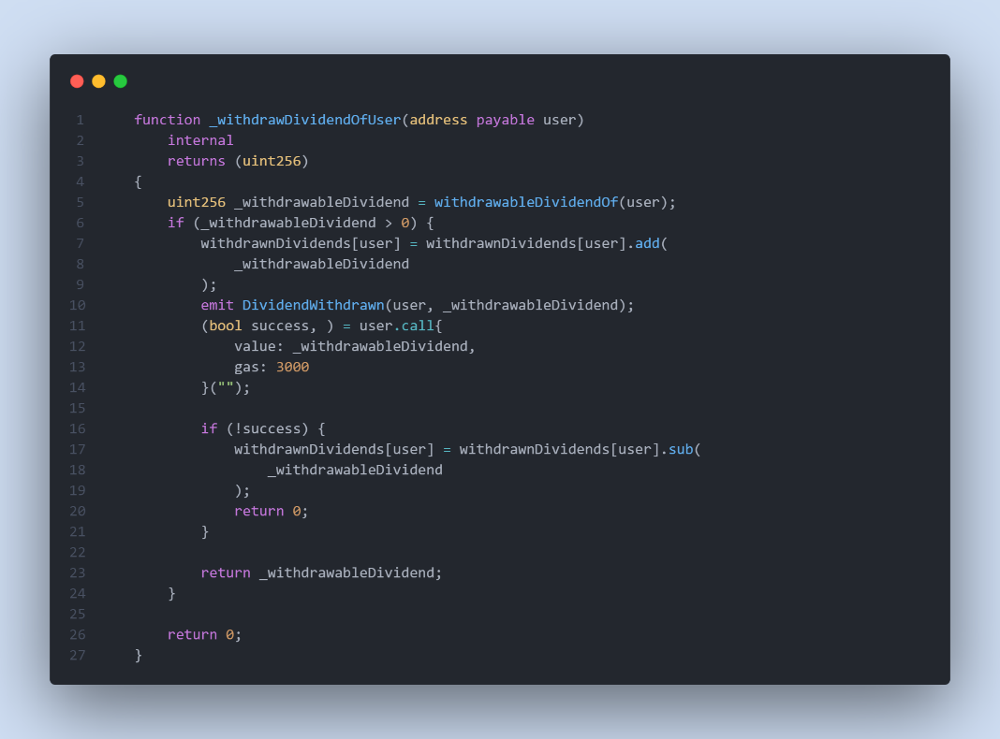 1 function _withdrawDividendOfUser(address payable user)
2 internal
3 returns (uint256)
4 {
5 uint256 _withdrawableDividend = withdrawableDividendOf(user);
6 if (_withdrawableDividend > 0) {
7 withdrawnDividends[user] = withdrawnDividends[user].add(
8 _withdrawableDividend
9 );
10 emit DividendWithdrawn(user, _withdrawableDividend);
11 (bool success, ) = user.call{
12 value: _withdrawableDividend,
13 gas: 3000
14 }("");
15
16 if (!success) {
17 withdrawnDividends[user] = withdrawnDividends[user].sub(
18 _withdrawableDividend
19 );
20 return 0;
21 }
22
23 return _withdrawableDividend;
24 }
25
26 return 0;
27 }